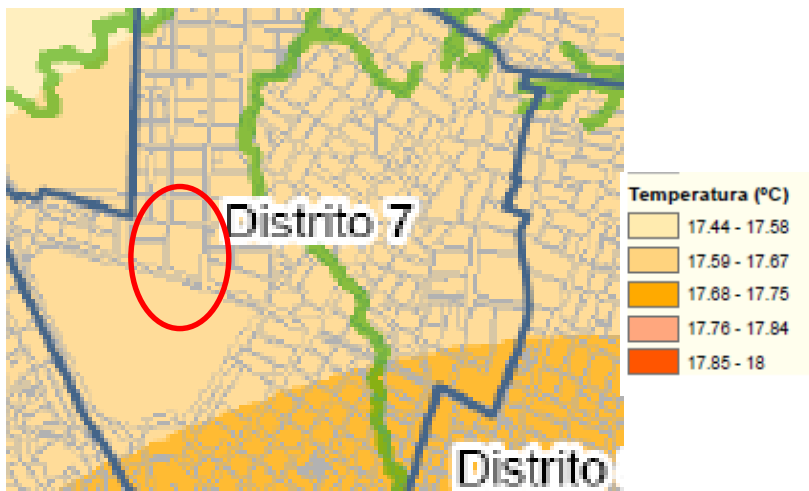 Distrito 7
Distrito
Temperatura (ºC)
17.44 - 17.58
17.59 - 17.67
17.68 - 17.75
17.76 - 17.84
17.85 - 18